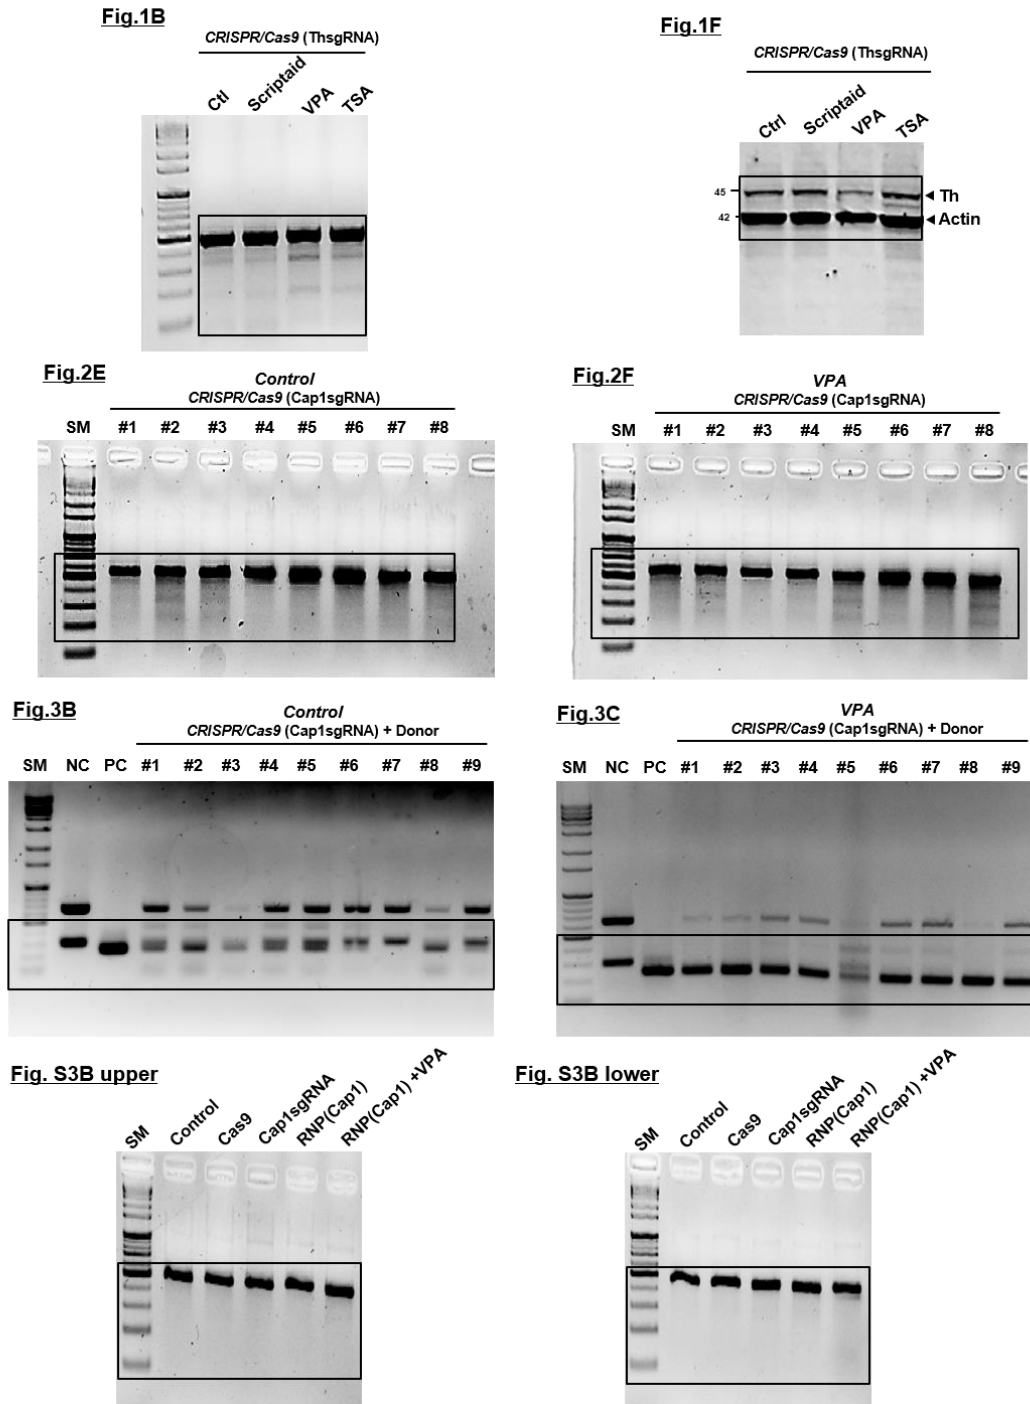 Fig.1B
CRISPR/Cas9 (ThsgRNA)
Ctl Scriptaid VPA TSA
Fig.1F
CRISPR/Cas9 (ThsgRNA)
Ctrl Scriptaid VPA TSA
45
Th
42
Actin
Fig.2E
Control
CRISPR/Cas9 (Cap1sgRNA)
SM #1 #2 #3 #4 #5 #6 #7 #8
Fig.2F
VPA
CRISPR/Cas9 (Cap1sgRNA)
SM #1 #2 #3 #4 #5 #6 #7 #8
Fig.3B
Control
CRISPR/Cas9 (Cap1sgRNA) + Donor
SM NC PC #1 #2 #3 #4 #5 #6 #7 #8 #9
Fig.3C
VPA
CRISPR/Cas9 (Cap1sgRNA) + Donor
SM NC PC #1 #2 #3 #4 #5 #6 #7 #8 #9
Fig. S3B upper
SM Control Cas9 Cap1sgRNA RNP(Cap1) RNP(Cap1) +VPA
Fig. S3B lower
SM Control Cas9 Cap1sgRNA RNP(Cap1) RNP(Cap1) +VPA